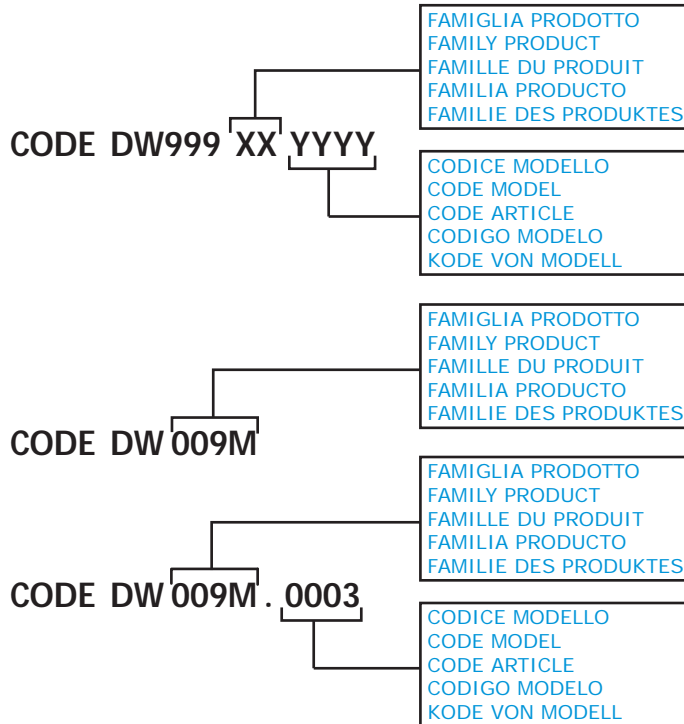 FAMIGLIA PRODOTTO
FAMILY PRODUCT
FAMILLE DU PRODUIT
FAMILIA PRODUCTO
FAMILIE DES PRODUKTES
CODE DW999 XX YYYY
CODICE MODELLO
CODE MODEL
CODE ARTICLE
CODIGO MODELO
KODE VON MODELL
FAMIGLIA PRODOTTO
FAMILY PRODUCT
FAMILLE DU PRODUIT
FAMILIA PRODUCTO
FAMILIE DES PRODUKTES
CODE DW 009M
FAMIGLIA PRODOTTO
FAMILY PRODUCT
FAMILLE DU PRODUIT
FAMILIA PRODUCTO
FAMILIE DES PRODUKTES
CODE DW 009M . 0003
CODICE MODELLO
CODE MODEL
CODE ARTICLE
CODIGO MODELO
KODE VON MODELL